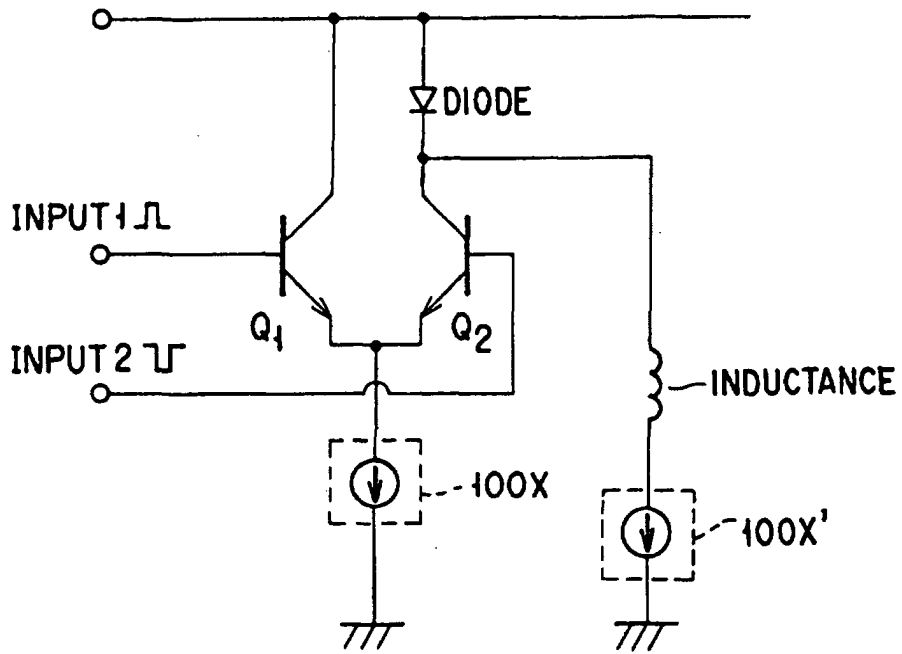 DIODE
INPUT 1
Q1
Q2
INPUT 2
INDUCTANCE
100X
100X'